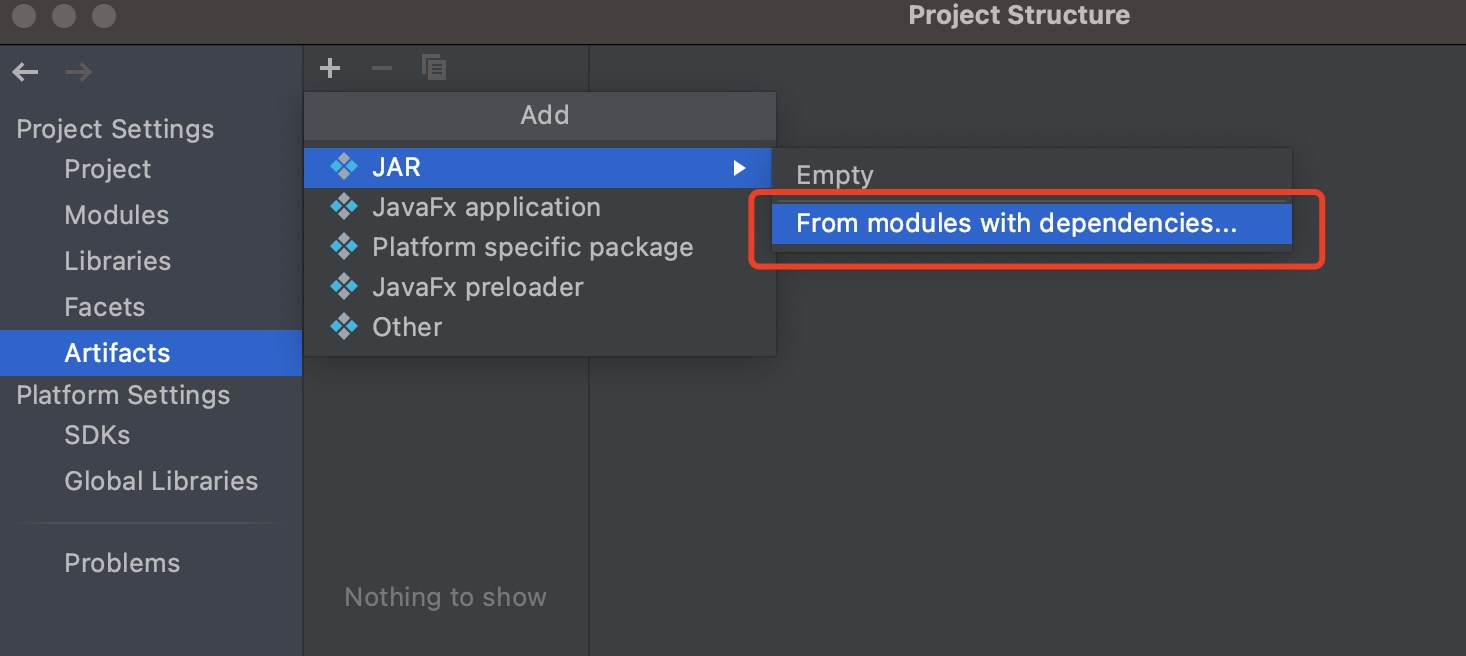 Project Structure
Project Settings
Project
Modules
Libraries
Facets
Artifacts
Platform Settings
SDKs
Global Libraries
Problems
Add
JAR
JavaFx application
Platform specific package
JavaFx preloader
Other
Empty
From modules with dependencies...
Nothing to show